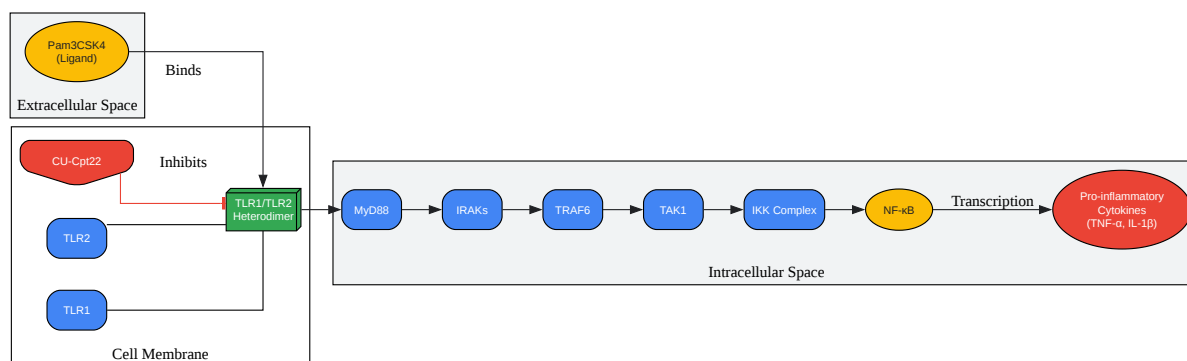 Pam3CSK4
(Ligand)
Binds
Extracellular Space
CU-Cpt22
Inhibits
TLR1/TLR2
Heterodimer
TLR2
TLR1
Cell Membrane
MyD88
IRAKs
TRAF6
TAK1
IKK Complex
NF-κB
Transcription
Pro-inflammatory
Cytokines
(TNF-α, IL-1β)
Intracellular Space